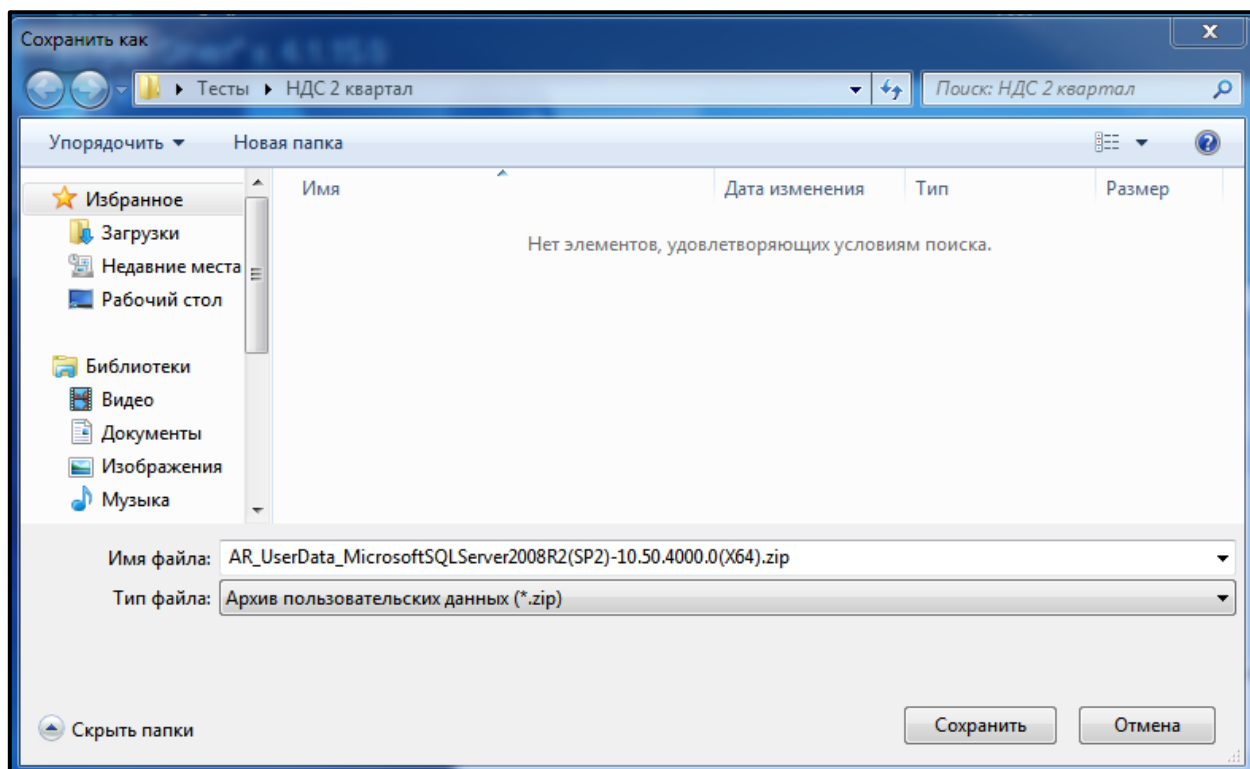 Сохранить как
Тесты НДС 2 квартал
Поиск: НДС 2 квартал
Упорядочить Новая папка
Имя Дата изменения Тип Размер
Избранное
Загрузки
Недавние места
Рабочий стол
Библиотеки
Видео
Документы
Изображения
Музыка
Нет элементов, удовлетворяющих условиям поиска.
Имя файла: AR_UserData_MicrosoftSQLServer2008R2(SP2)-10.50.4000.0(X64).zip
Тип файла: Архив пользовательских данных (*.zip)
Скрыть папки
Сохранить Отмена